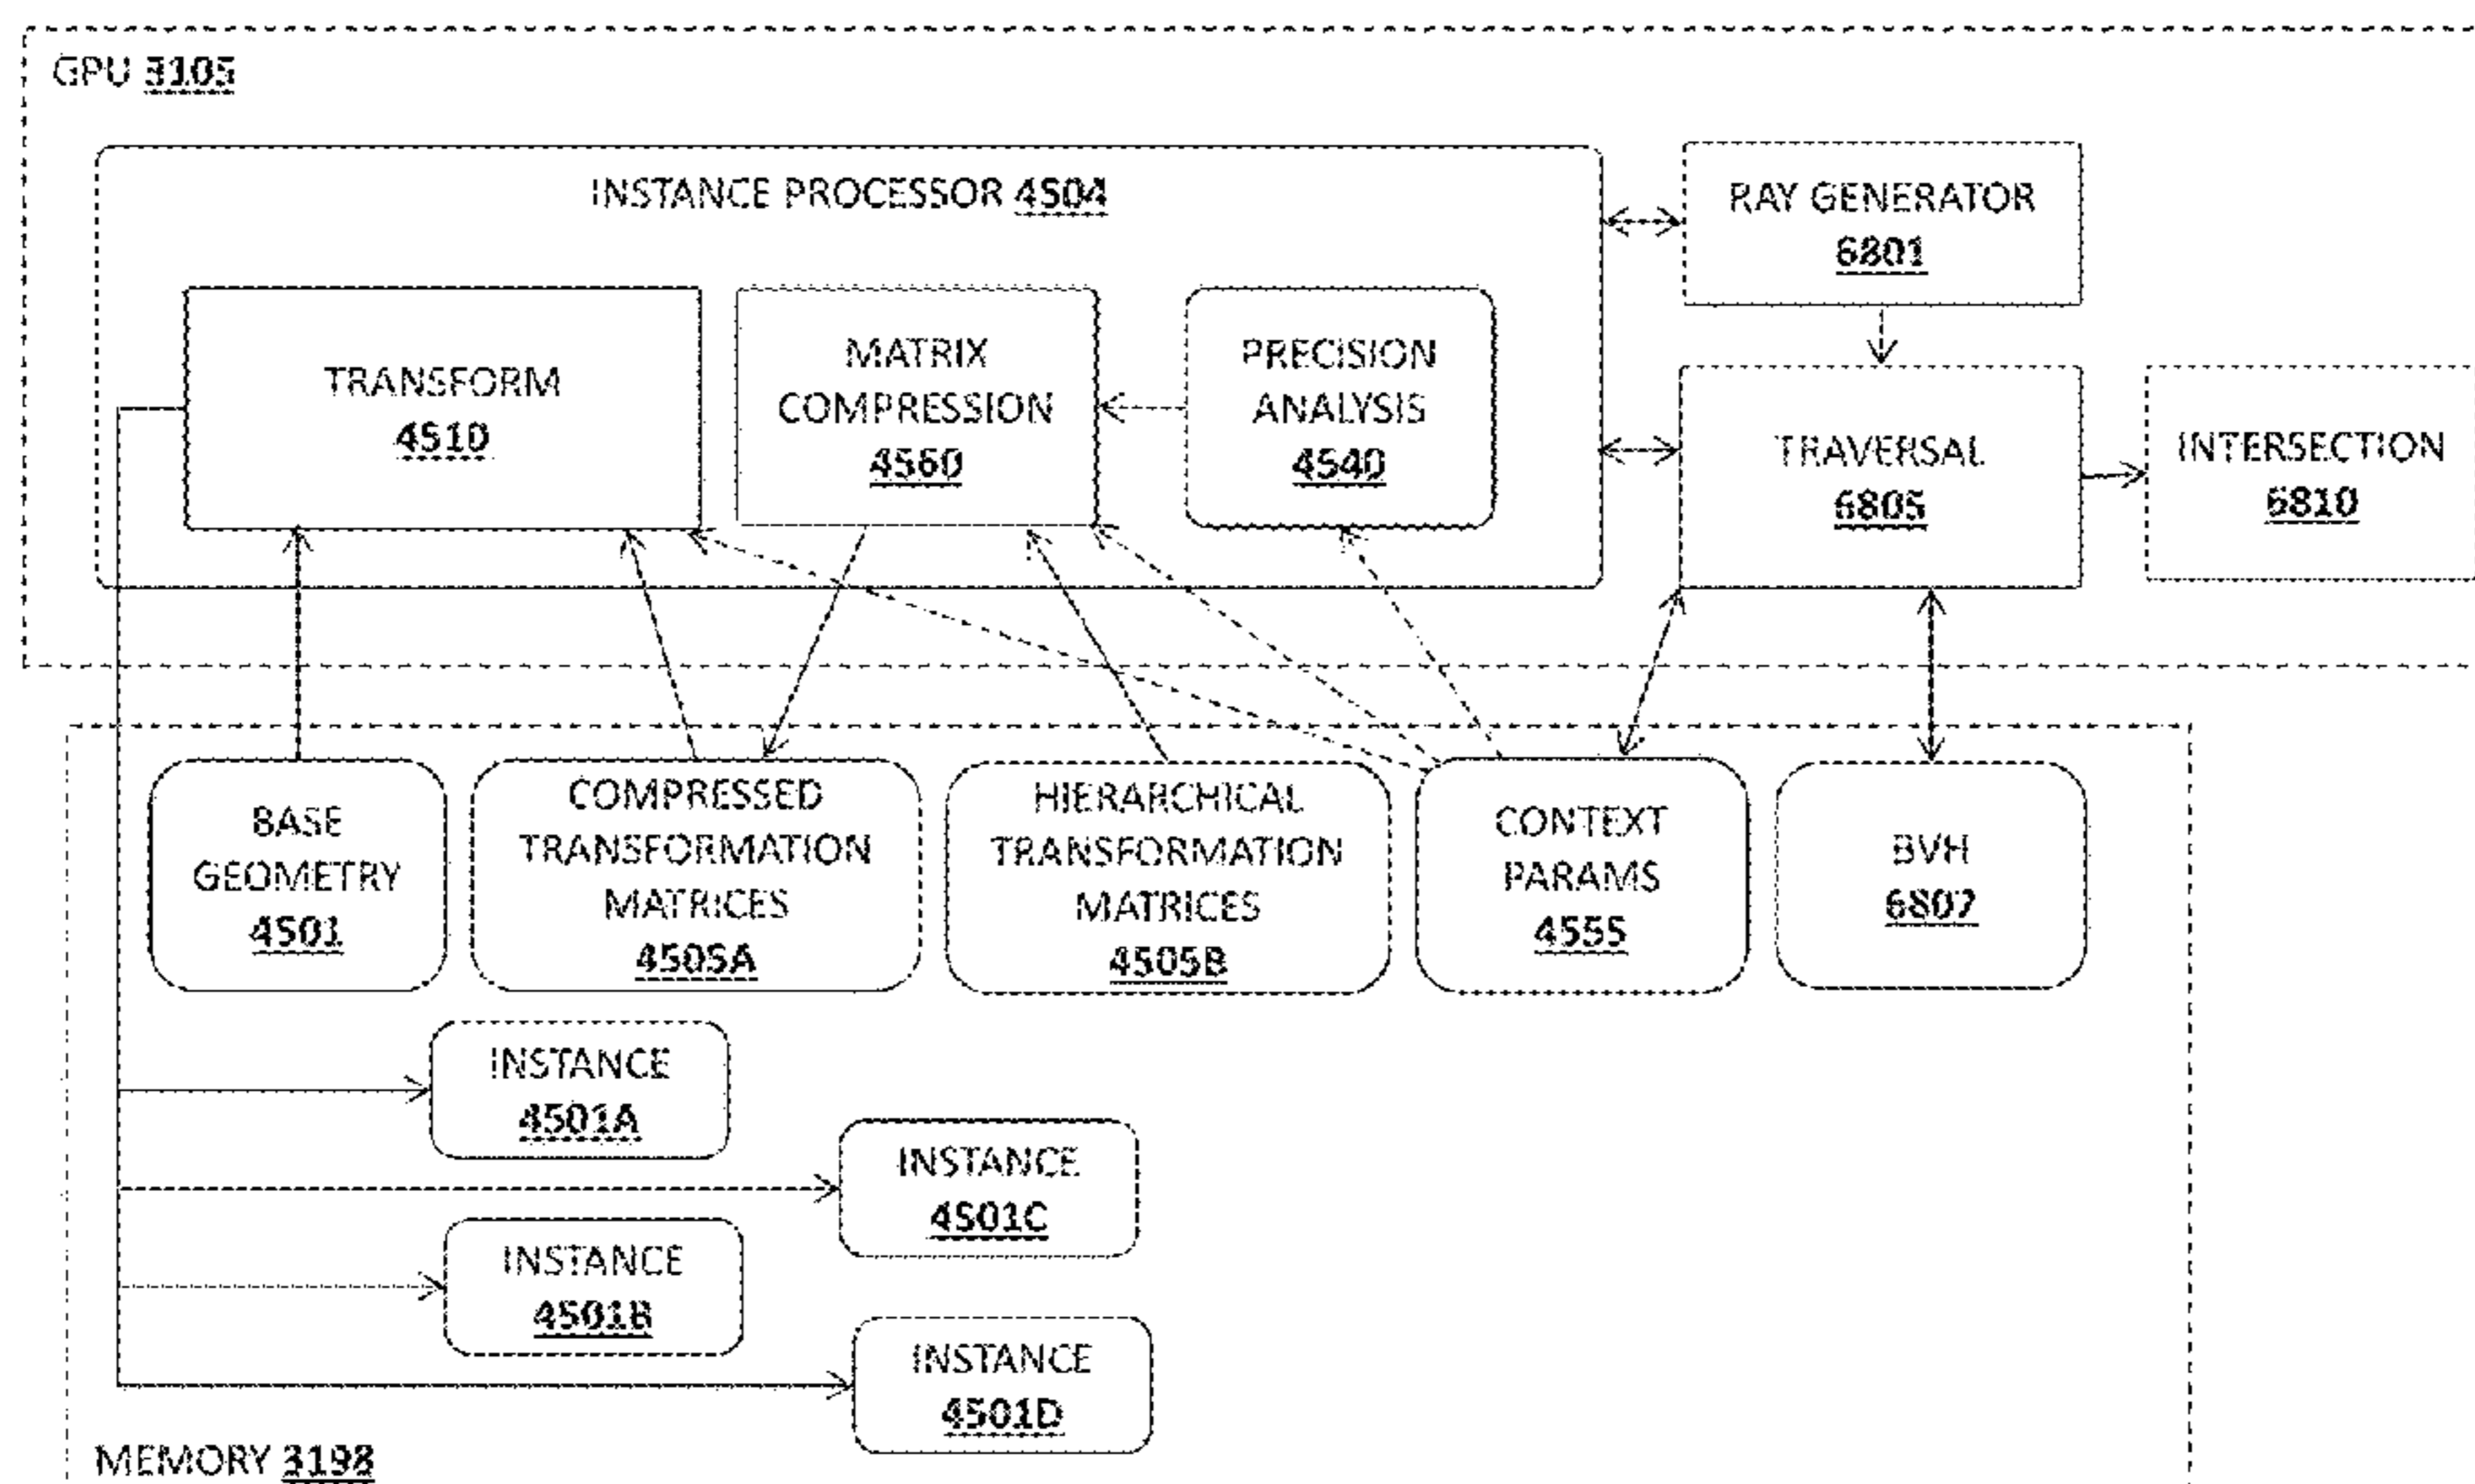 GPU 3105
INSTANCE PROCESSOR 4504
RAY GENERATOR
6801
TRANSFORM
4510
MATRIX
COMPRESSION
4560
PRECISION
ANALYSIS
4540
TRAVERSAL
6805
INTERSECTION
6810
BASE
GEOMETRY
4501
COMPRESSED
TRANSFORMATION
MATRICES
4505A
HIERARCHICAL
TRANSFORMATION
MATRICES
4505B
CONTEXT
PARAMS
4555
BVH
6807
INSTANCE
4501A
INSTANCE
4501C
INSTANCE
4501B
INSTANCE
4501D
MEMORY 3198